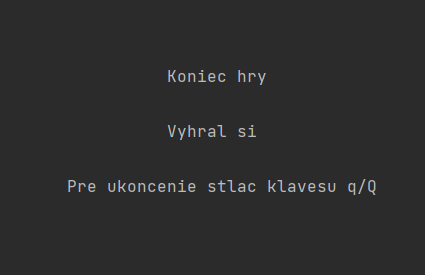 Koniec hry
Vyhral si
Pre ukoncenie stlac klavesu q/Q